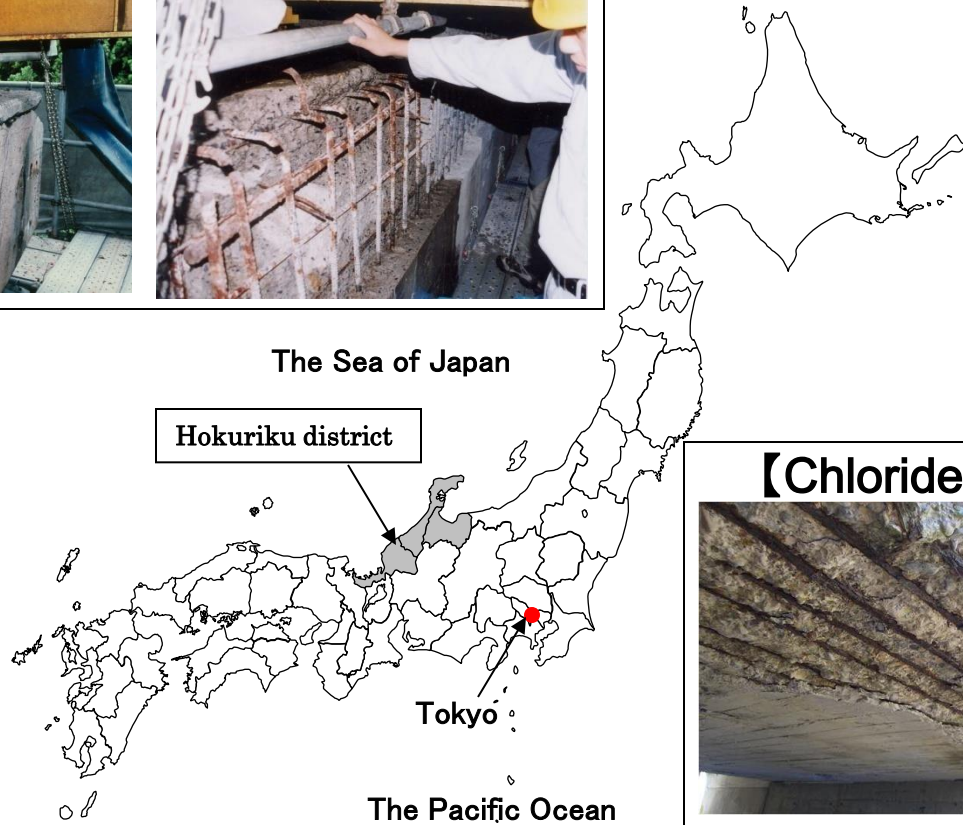 The Sea of Japan
Hokuriku district
【Chloride
Tokyo
The Pacific Ocean